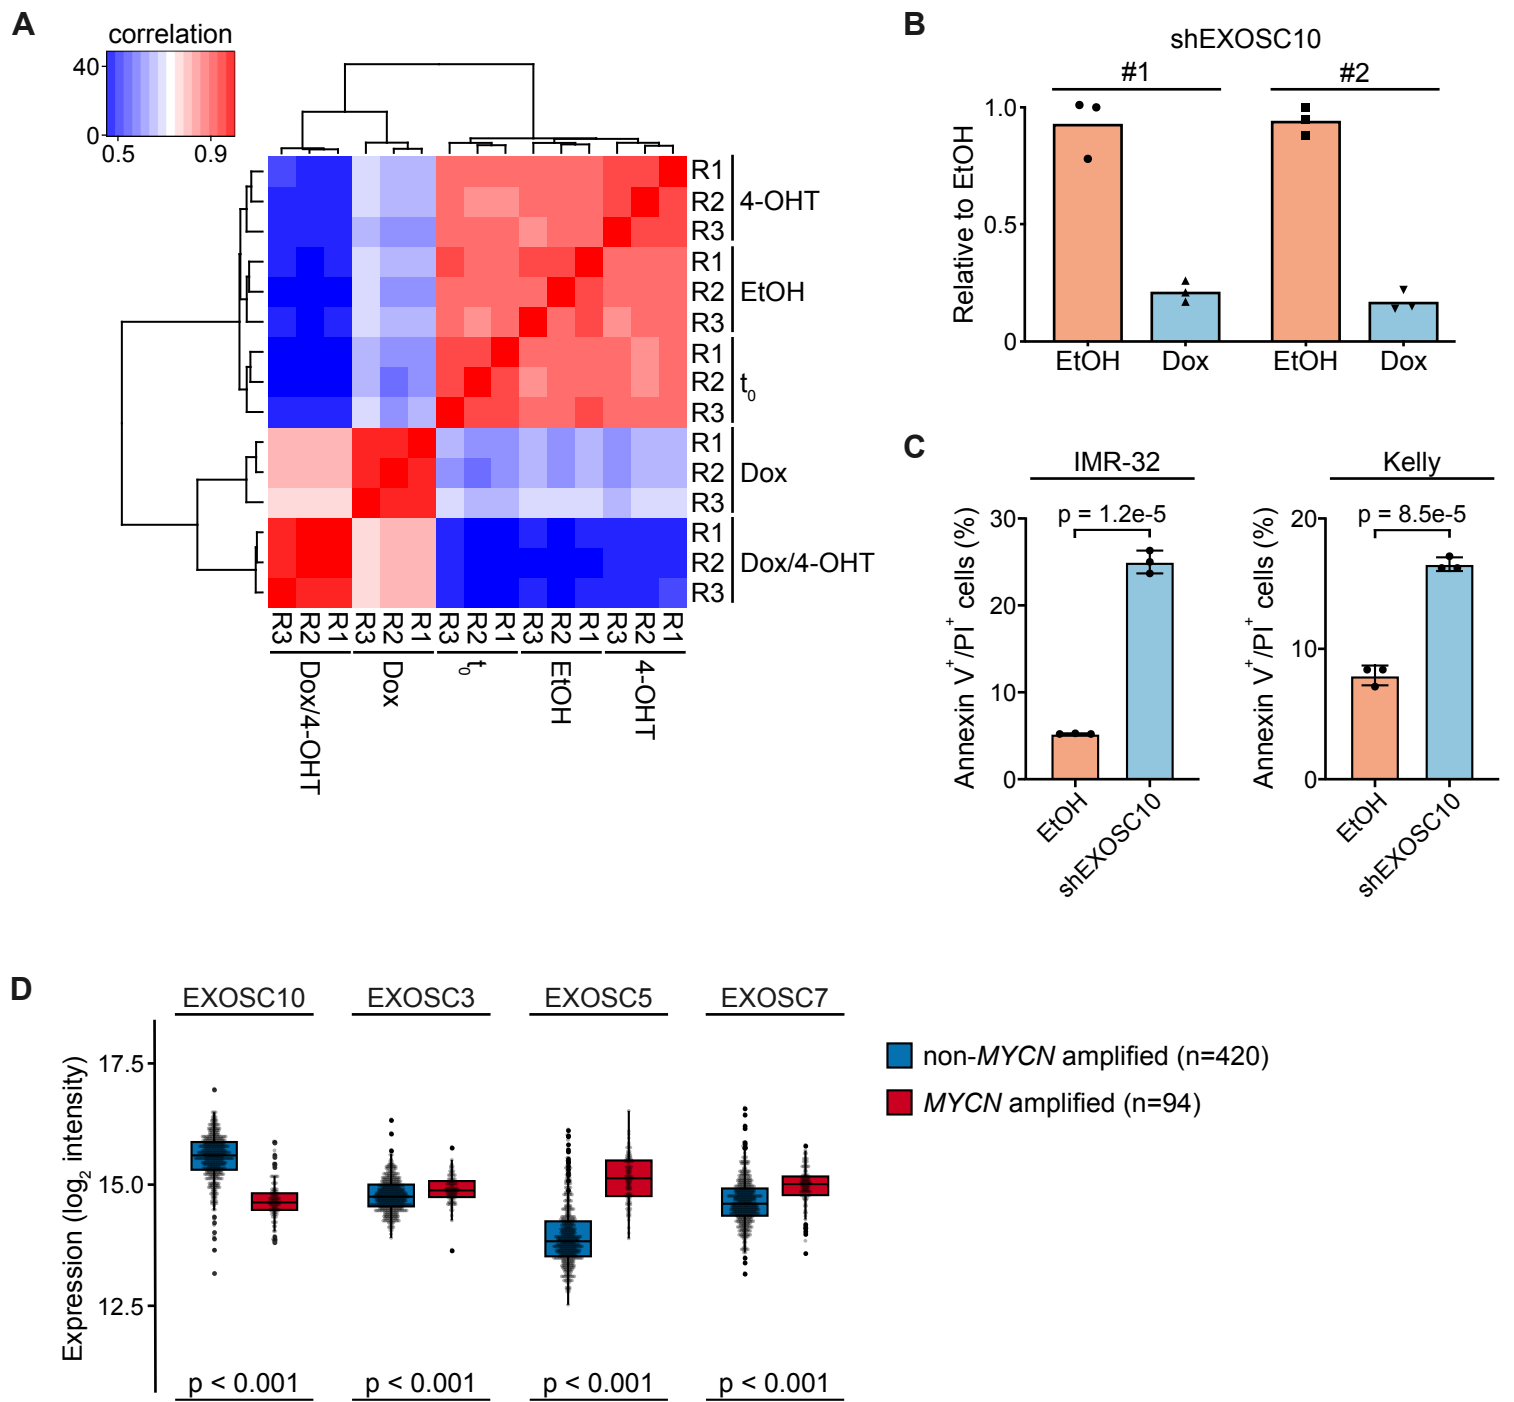 A
correlation
40
0
0.5 0.9
R1
R2 4-OHT
R3
R1
R2 EtOH
R3
R1
R2 t0
R3
R1
R2 Dox
R3
R1
R2 Dox/4-OHT
R3
R3 R2 R1 R3 R2 R1 R3 R2 R1 R3 R2 R1 R3 R2 R1
Dox/4-OHT Dox t0 EtOH 4-OHT
B
shEXOSC10
#1 #2
Relative to EtOH
1.0
0.5
0
EtOH Dox EtOH Dox
C
IMR-32
p = 1.2e-5
Annexin V+/PI+ cells (%)
30
20
10
0
EtOH
shEXOSC10
Kelly
p = 8.5e-5
Annexin V+/PI+ cells (%)
20
10
0
EtOH
shEXOSC10
D
EXOSC10 EXOSC3 EXOSC5 EXOSC7
Expression (log2 intensity)
17.5
15.0
12.5
p < 0.001 p < 0.001 p < 0.001 p < 0.001
non-MYCN amplified (n=420)
MYCN amplified (n=94)